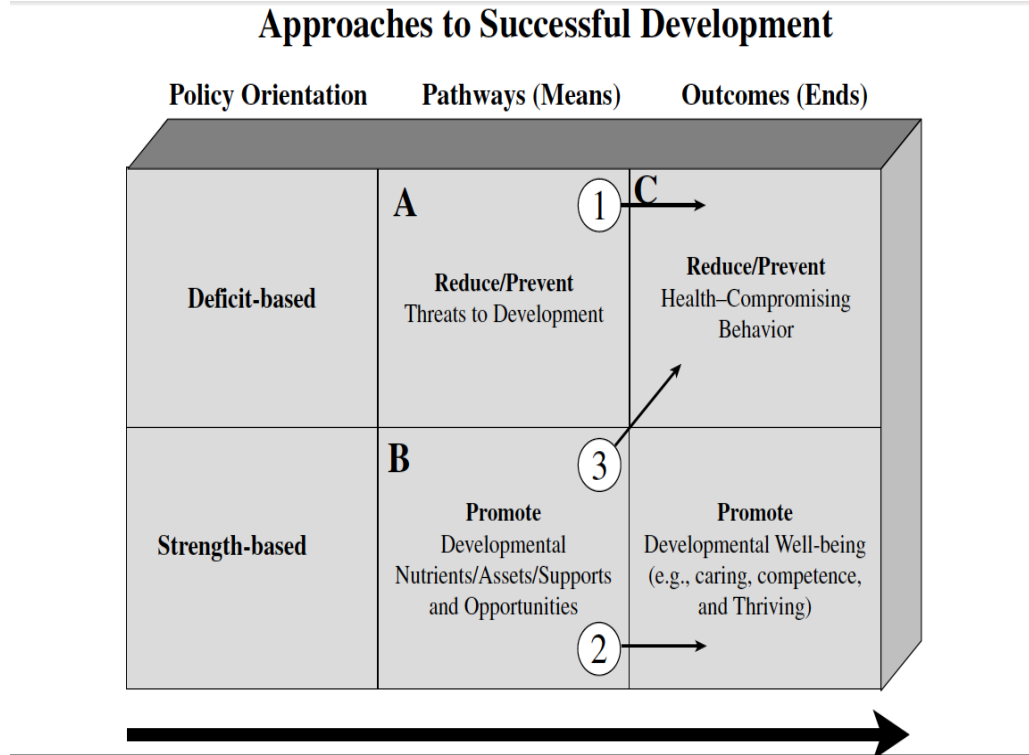 Approaches to Successful Development
Policy Orientation Pathways (Means) Outcomes (Ends)
Deficit-based
A
1
Reduce/Prevent
Threats to Development
C
Reduce/Prevent
Health–Compromising
Behavior
Strength-based
B
3
Promote
Developmental
Nutrients/Assets/Supports
and Opportunities
2
Promote
Developmental Well-being
(e.g., caring, competence,
and Thriving)